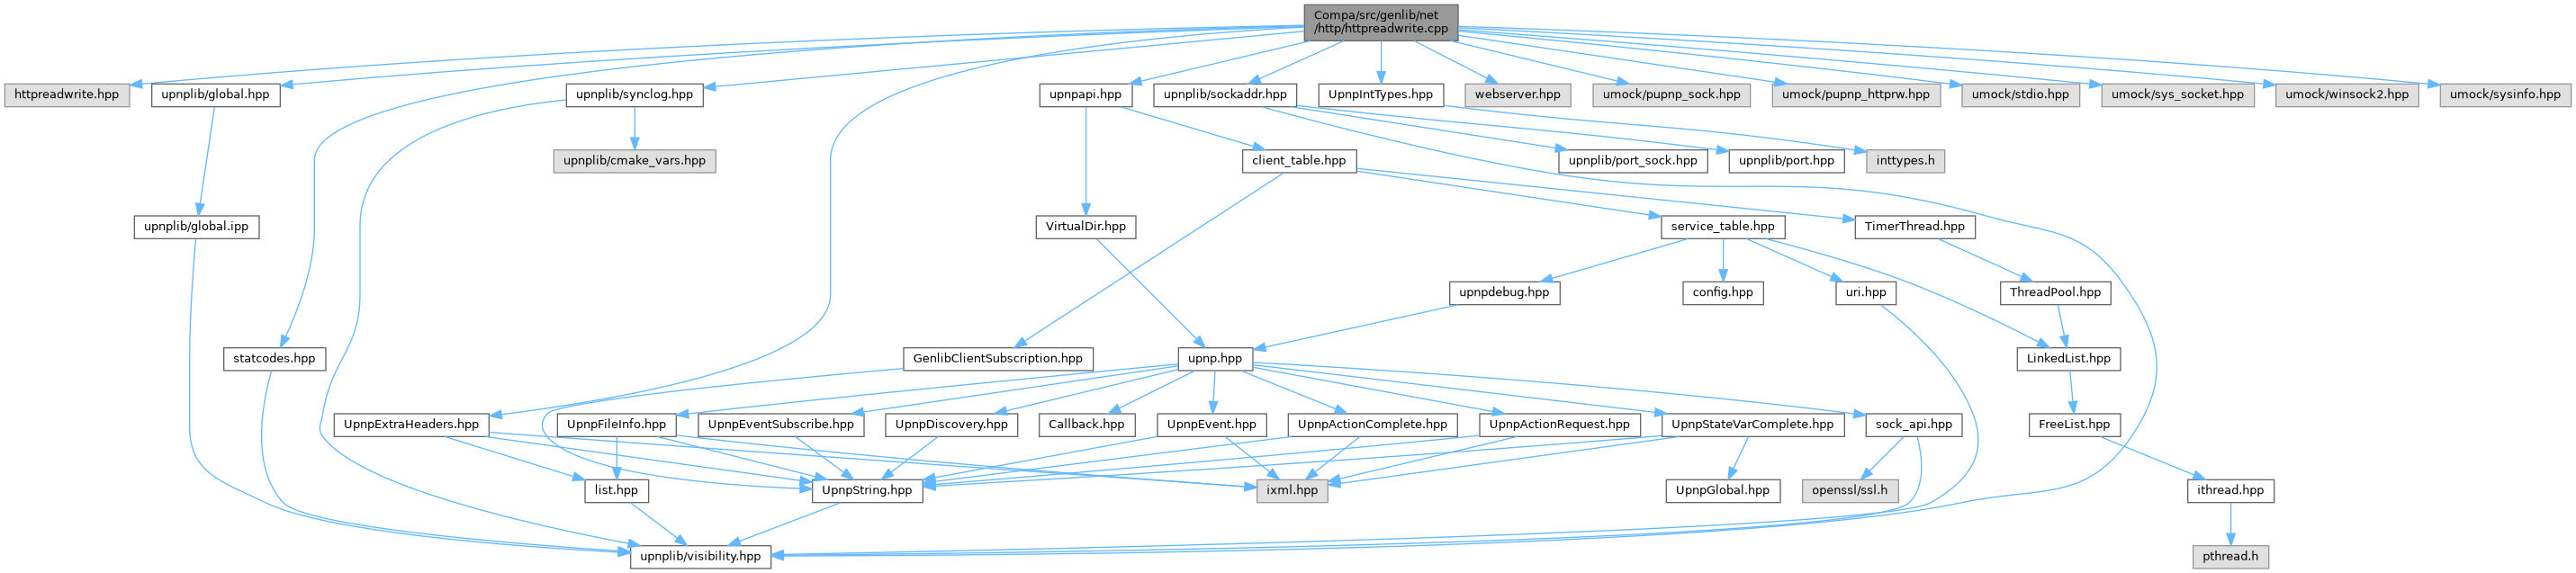 Compa/src/genlib/net
/http/httpreadwrite.cpp
httpreadwrite.hpp
upnplib/global.hpp
upnplib/synclog.hpp
upnpapi.hpp
upnplib/sockaddr.hpp
UpnpIntTypes.hpp
webserver.hpp
umock/pupnp_sock.hpp
umock/pupnp_httprw.hpp
umock/stdio.hpp
umock/sys_socket.hpp
umock/winsock2.hpp
umock/sysinfo.hpp
upnplib/cmake_vars.hpp
client_table.hpp
upnplib/port_sock.hpp
upnplib/port.hpp
inttypes.h
upnplib/global.ipp
VirtualDir.hpp
service_table.hpp
TimerThread.hpp
upnpdebug.hpp
config.hpp
uri.hpp
ThreadPool.hpp
statcodes.hpp
GenlibClientSubscription.hpp
upnp.hpp
LinkedList.hpp
UpnpExtraHeaders.hpp
UpnpFileInfo.hpp
UpnpEventSubscribe.hpp
UpnpDiscovery.hpp
Callback.hpp
UpnpEvent.hpp
UpnpActionComplete.hpp
UpnpActionRequest.hpp
UpnpStateVarComplete.hpp
sock_api.hpp
FreeList.hpp
list.hpp
UpnpString.hpp
ixml.hpp
UpnpGlobal.hpp
openssl/ssl.h
ithread.hpp
upnplib/visibility.hpp
pthread.h